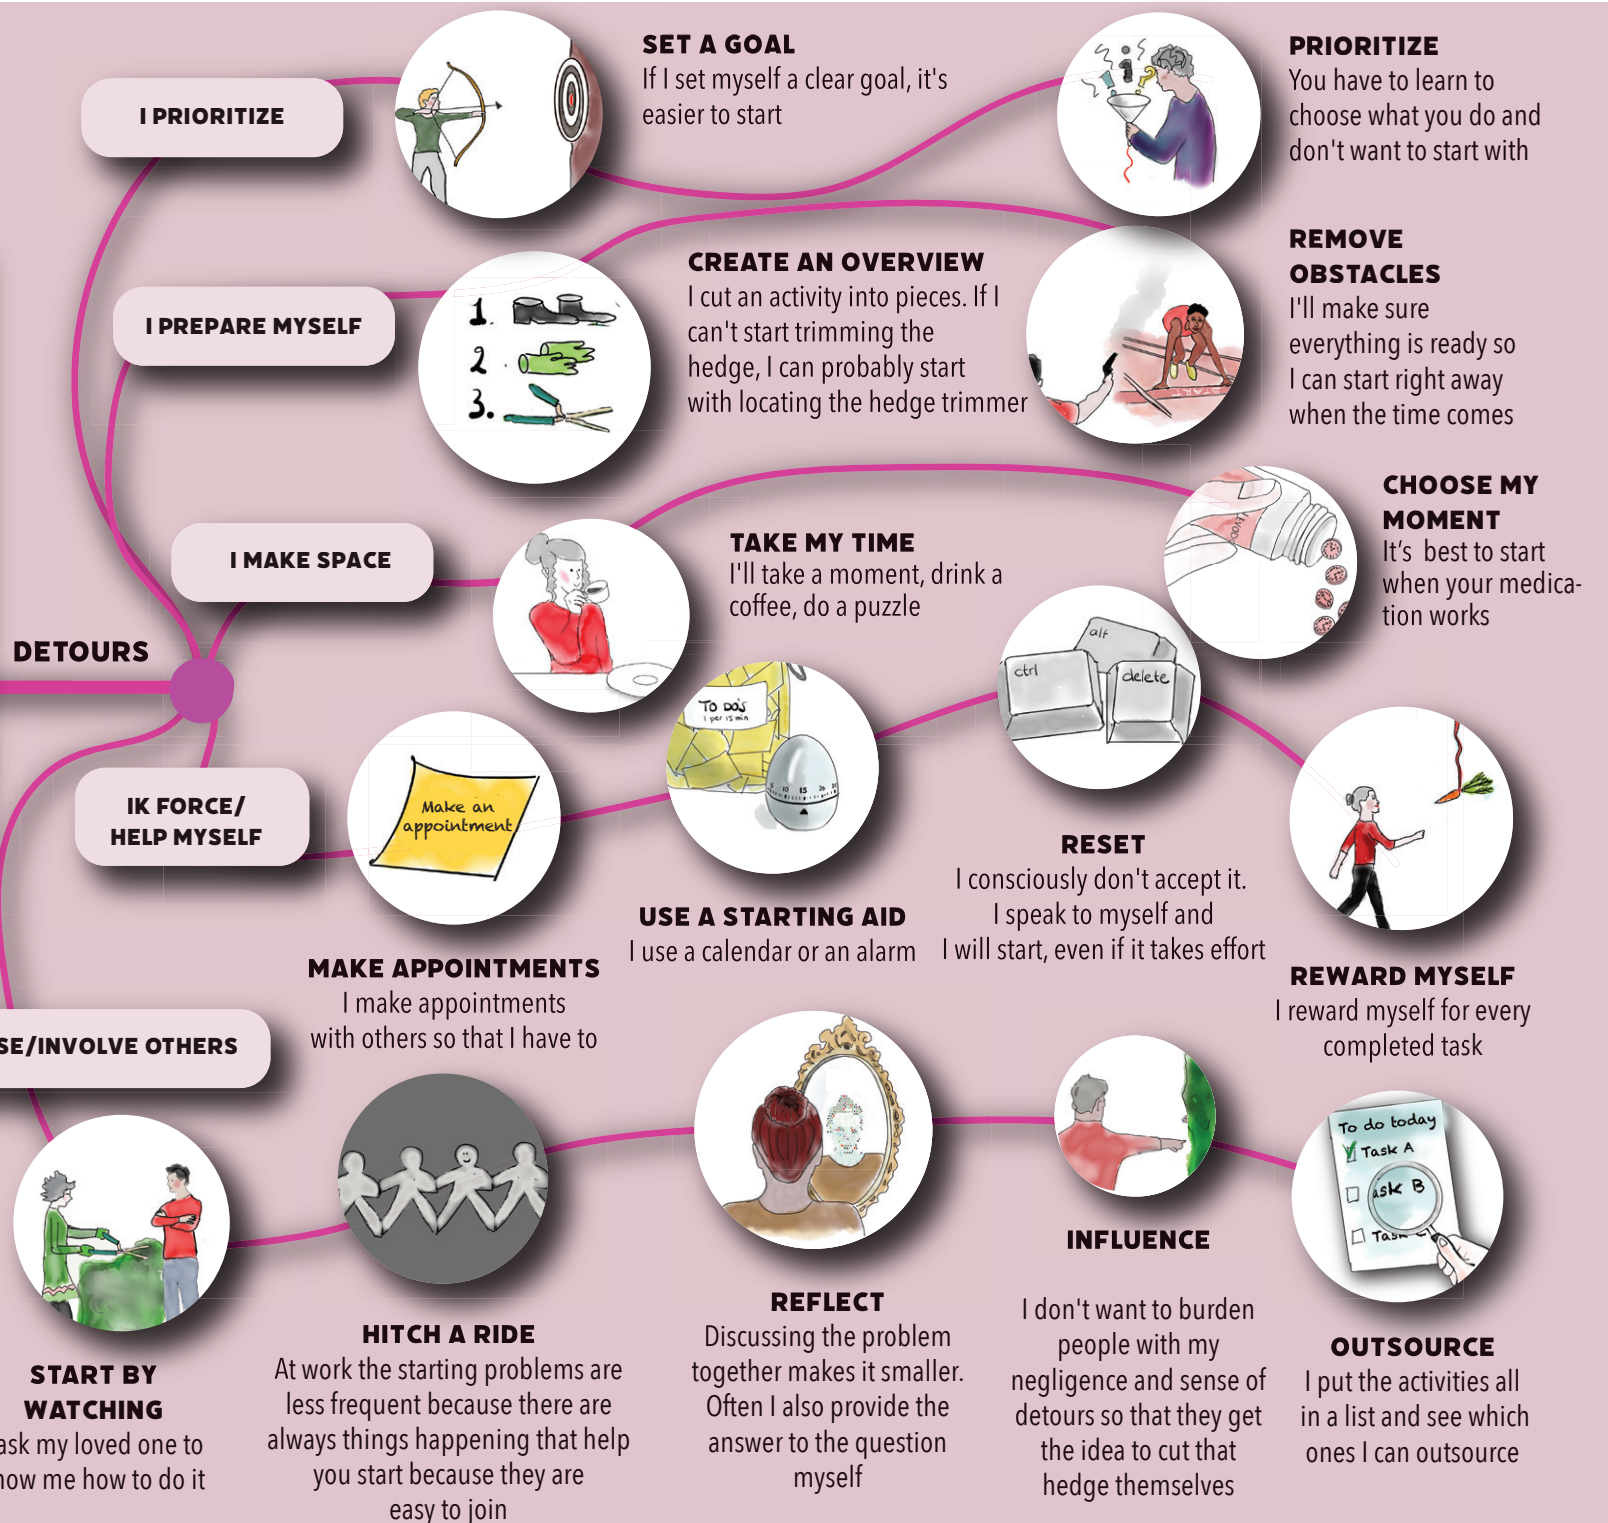 I PRIORITIZE
SET A GOAL
If I set myself a clear goal, it's
easier to start
PRIORITIZE
You have to learn to
choose what you do and
don't want to start with
I PREPARE MYSELF
1.
2
3.
CREATE AN OVERVIEW
I cut an activity into pieces. If I
can't start trimming the
hedge, I can probably start
with locating the hedge trimmer
REMOVE
OBSTACLES
I'll make sure
everything is ready so
I can start right away
when the time comes
I MAKE SPACE
TAKE MY TIME
I'll take a moment, drink a
coffee, do a puzzle
CHOOSE MY
MOMENT
It’s best to start
when your medica-
tion works
DETOURS
IK FORCE/
HELP MYSELF
Make an
appointment
MAKE APPOINTMENTS
I make appointments
with others so that I have to
TO DO'S
1 per 15 min
5 10 15 20
USE A STARTING AID
I use a calendar or an alarm
ctrl
alt
delete
RESET
I consciously don't accept it.
I speak to myself and
I will start, even if it takes effort
REWARD MYSELF
I reward myself for every
completed task
SE/INVOLVE OTHERS
START BY
WATCHING
ask my loved one to
how me how to do it
HITCH A RIDE
At work the starting problems are
less frequent because there are
always things happening that help
you start because they are
easy to join
REFLECT
Discussing the problem
together makes it smaller.
Often I also provide the
answer to the question
myself
INFLUENCE
I don't want to burden
people with my
negligence and sense of
detours so that they get
the idea to cut that
hedge themselves
To do today
Task A
ask B
Task
OUTSOURCE
I put the activities all
in a list and see which
ones I can outsource